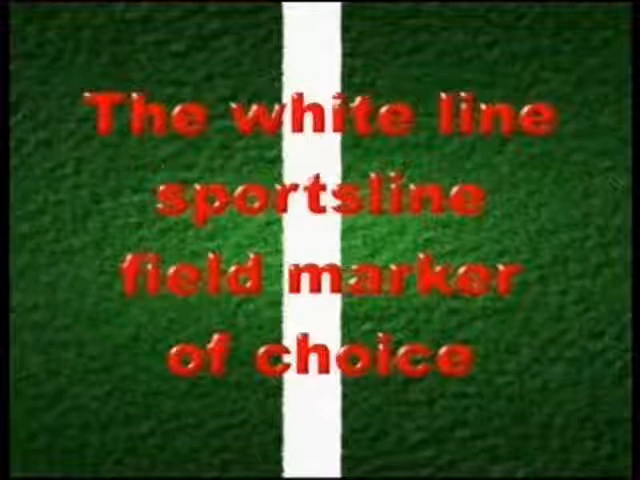 The white line
sportsline
field marker
of choice